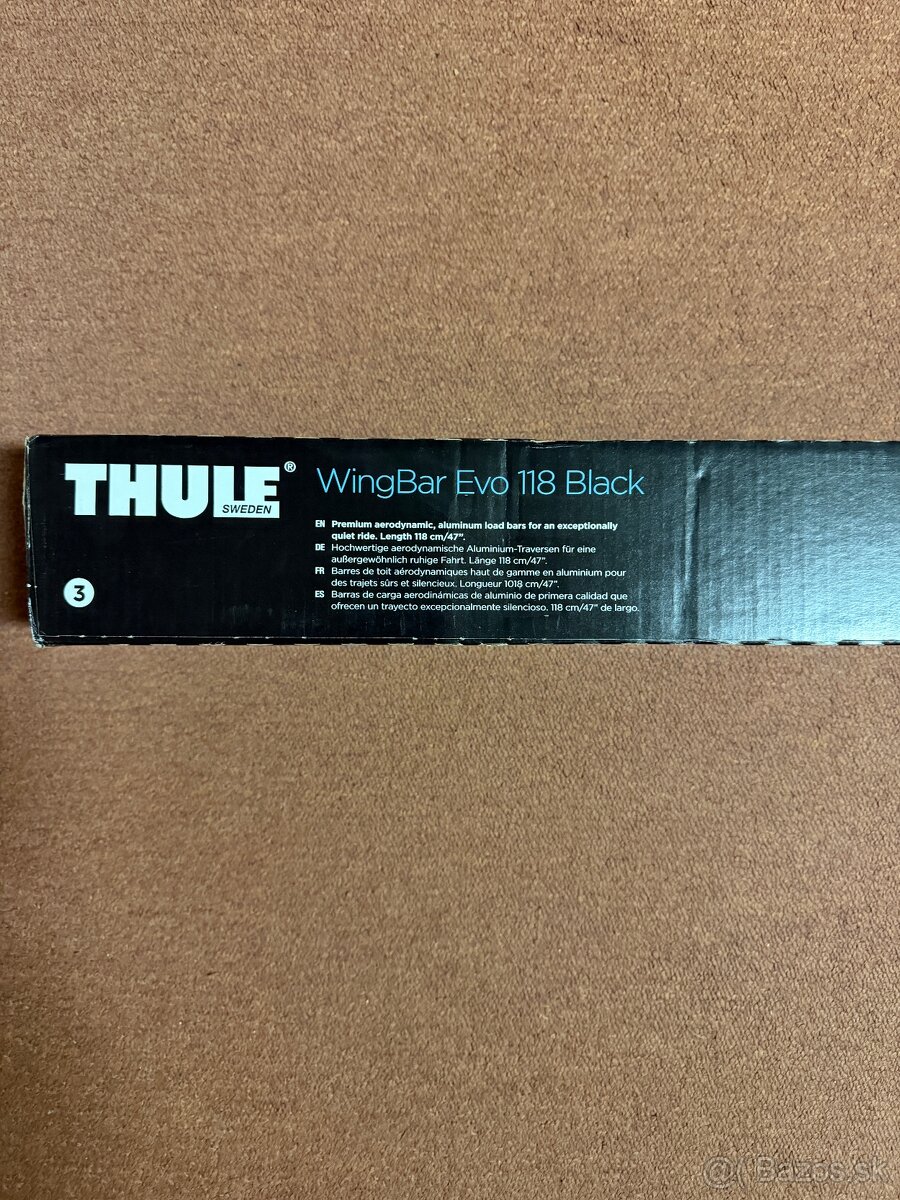 THULE®
SWEDEN
WingBar Evo 118 Black
EN Premium aerodynamic, aluminum load bars for an exceptionally
quiet ride. Length 118 cm/47".
DE Hochwertige aerodynamische Aluminium-Traversen für eine
außergewöhnlich ruhige Fahrt. Länge 118 cm/47".
FR Barres de toit aérodynamiques haut de gamme en aluminium pour
des trajets sûrs et silencieux. Longueur 1018 cm/47".
ES Barras de carga aerodinámicas de aluminio de primera calidad que
ofrecen un trayecto excepcionalmente silencioso. 118 cm/47" de largo.
3
Bazos.sk